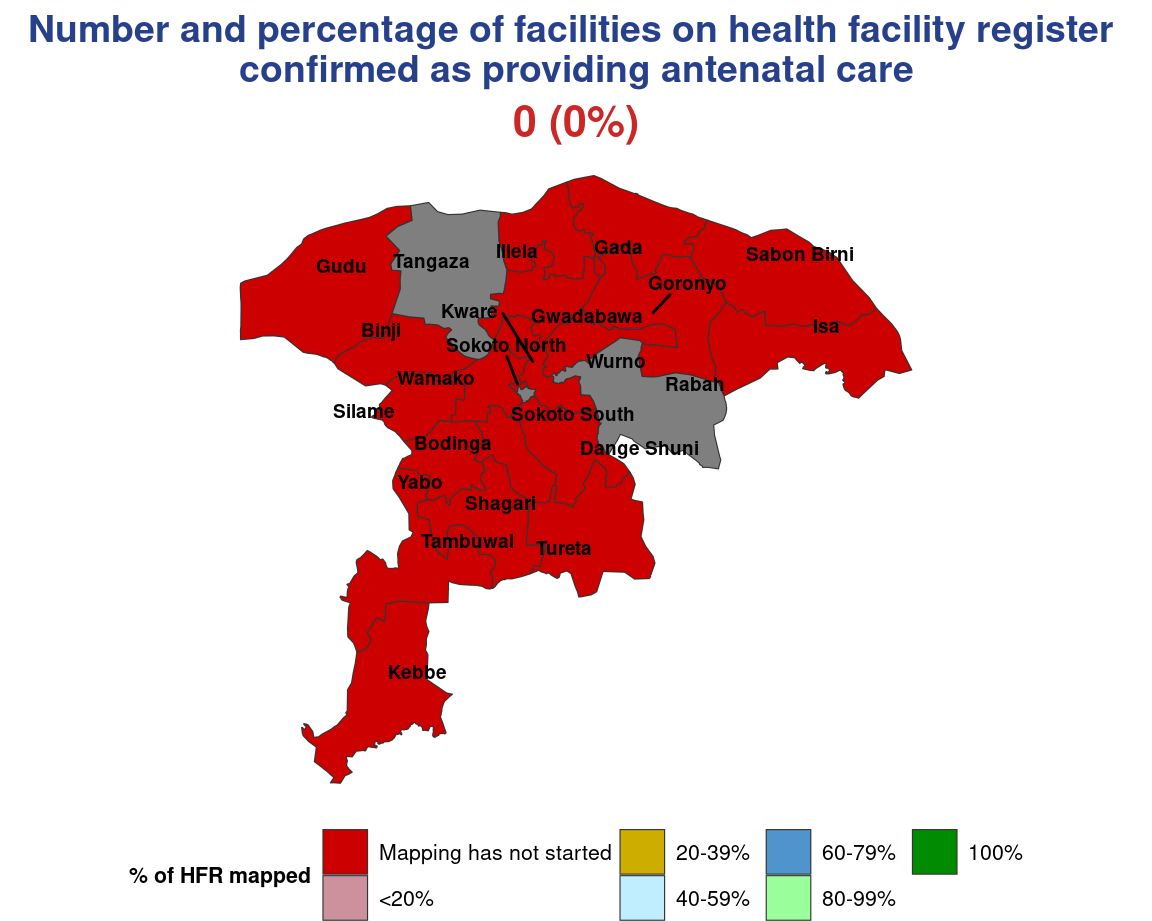 Number and percentage of facilities on health facility register
confirmed as providing antenatal care
0 (0%)
Illela
Gada
Sabon Birni
Gudu
Tangaza
Goronyo
Kware
Gwadabawa
Isa
Binji
Sokoto North
Wurno
Wamako
Rabah
Silame
Sokoto South
Bodinga
Dange Shuni
Yabo
Shagari
Tambuwal
Tureta
Kebbe
% of HFR mapped
Mapping has not started
<20%
20-39%
40-59%
60-79%
80-99%
100%